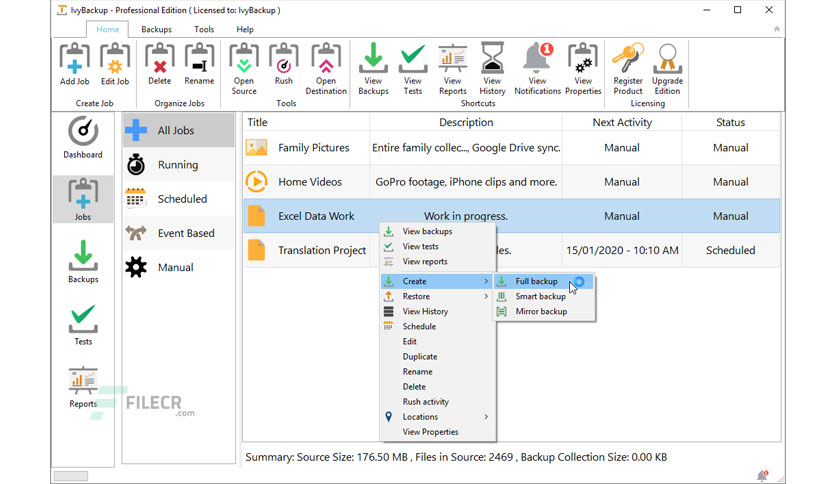 IvyBackup - Professional Edition ( Licensed to: IvyBackup )
Home Backups Tools Help
Add Job
Edit Job
Create Job
Delete
Rename
Organize Jobs
Open Source
Rush
Open Destination
Tools
View Backups
View Tests
View Reports
View History
1
View Notifications
View Properties
Shortcuts
Register Product
Upgrade Edition
Licensing
Dashboard
Jobs
Backups
Tests
Reports
All Jobs
Running
Scheduled
Event Based
Manual
Title Description Next Activity Status
Family Pictures Entire family collec..., Google Drive sync. Manual Manual
Home Videos GoPro footage, iPhone clips and more. Manual Manual
Excel Data Work Work in progress. Manual Manual
Translation Project les. 15/01/2020 - 10:10 AM Scheduled
View backups
View tests
View reports
Create
Restore
View History
Schedule
Edit
Duplicate
Rename
Delete
Rush activity
Locations
View Properties
Full backup
Smart backup
Mirror backup
FILECR
.com
Summary: Source Size: 176.50 MB , Files in Source: 2469 , Backup Collection Size: 0.00 KB